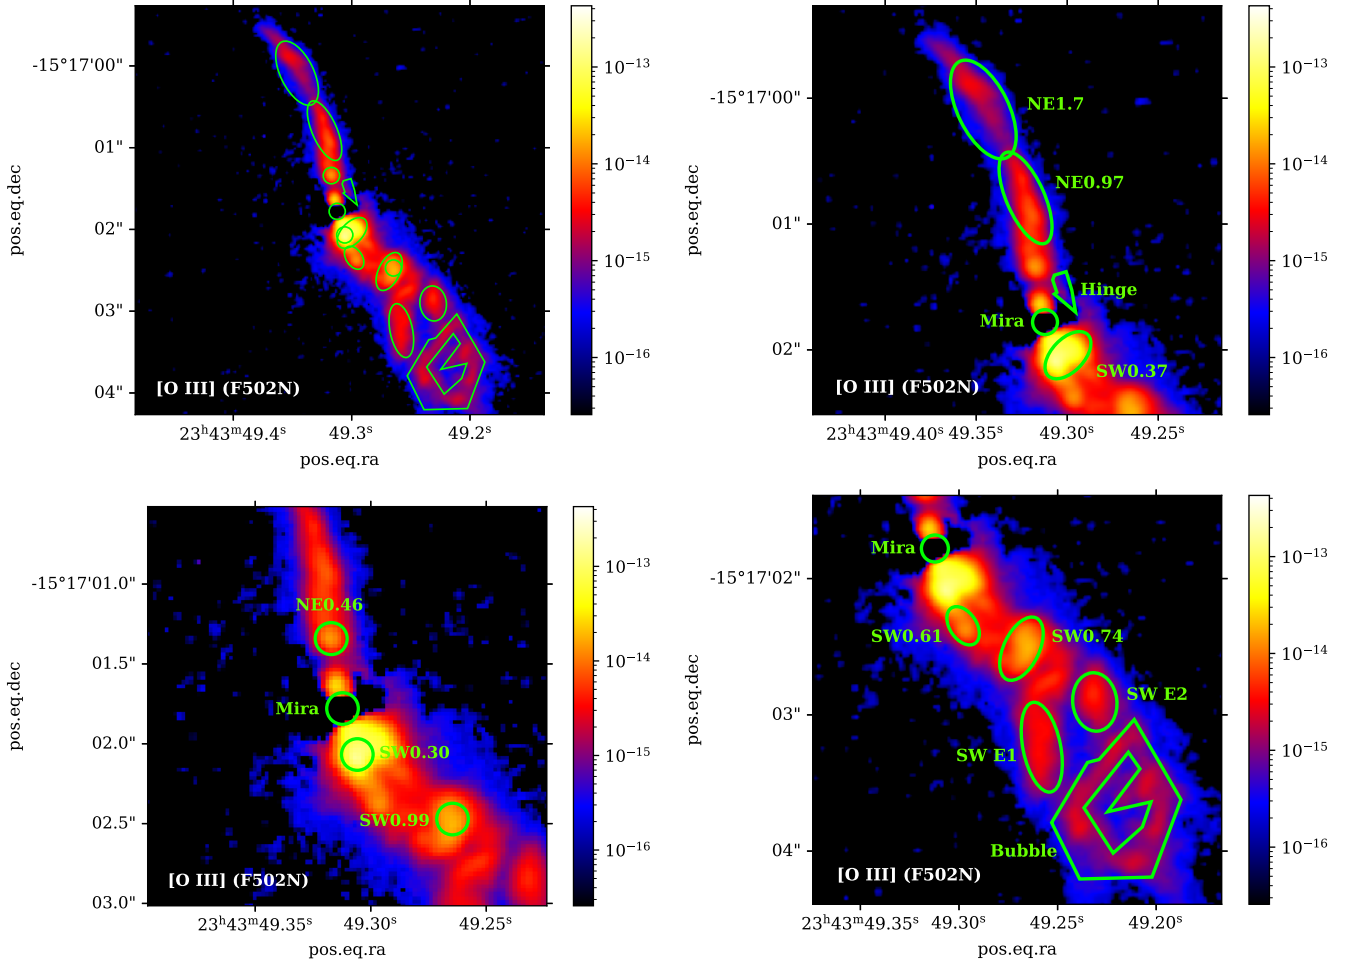 -15°17'00"
01"
02"
03"
04"
pos.eq.dec
[O III] (F502N)
23ʰ43ᵐ49.4ˢ
49.3ˢ
49.2ˢ
pos.eq.ra
10⁻¹³
10⁻¹⁴
10⁻¹⁵
10⁻¹⁶
-15°17'00"
01"
02"
pos.eq.dec
NE1.7
NE0.97
Hinge
Mira
SW0.37
[O III] (F502N)
23ʰ43ᵐ49.40ˢ
49.35ˢ
49.30ˢ
49.25ˢ
pos.eq.ra
10⁻¹³
10⁻¹⁴
10⁻¹⁵
10⁻¹⁶
-15°17'01.0"
01.5"
02.0"
02.5"
03.0"
pos.eq.dec
NE0.46
Mira
SW0.30
SW0.99
[O III] (F502N)
23ʰ43ᵐ49.35ˢ
49.30ˢ
49.25ˢ
pos.eq.ra
10⁻¹³
10⁻¹⁴
10⁻¹⁵
10⁻¹⁶
-15°17'02"
03"
04"
pos.eq.dec
Mira
SW0.61
SW0.74
SW E2
SW E1
Bubble
[O III] (F502N)
23ʰ43ᵐ49.35ˢ
49.30ˢ
49.25ˢ
49.20ˢ
pos.eq.ra
10⁻¹³
10⁻¹⁴
10⁻¹⁵
10⁻¹⁶